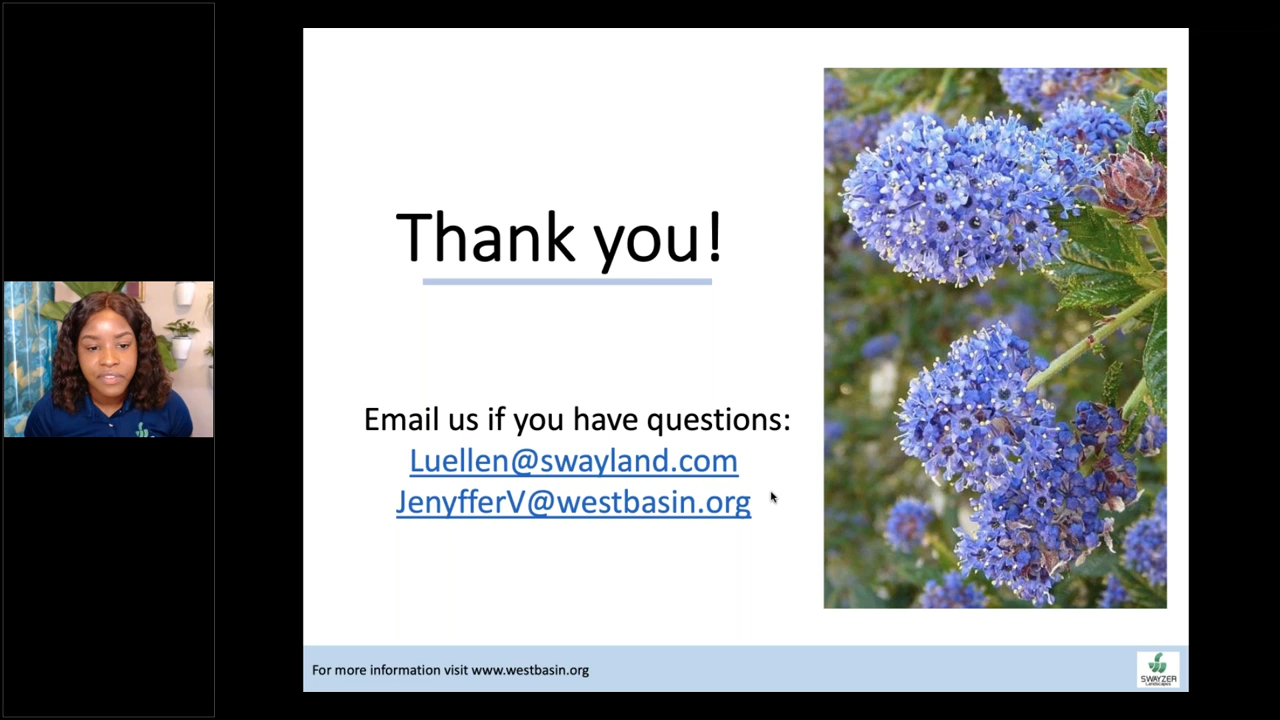 Thank you!
Email us if you have questions:
Luellen@swayland.com
JenyfferV@westbasin.org
For more information visit www.westbasin.org
SWAYZER
Landscapes